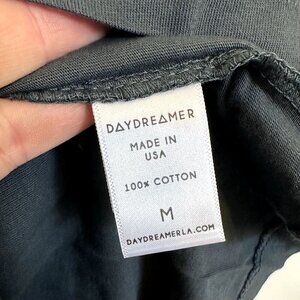 DAYDREAMER
MADE IN
USA
100% COTTON
M
DAYDREAMERLA.COM